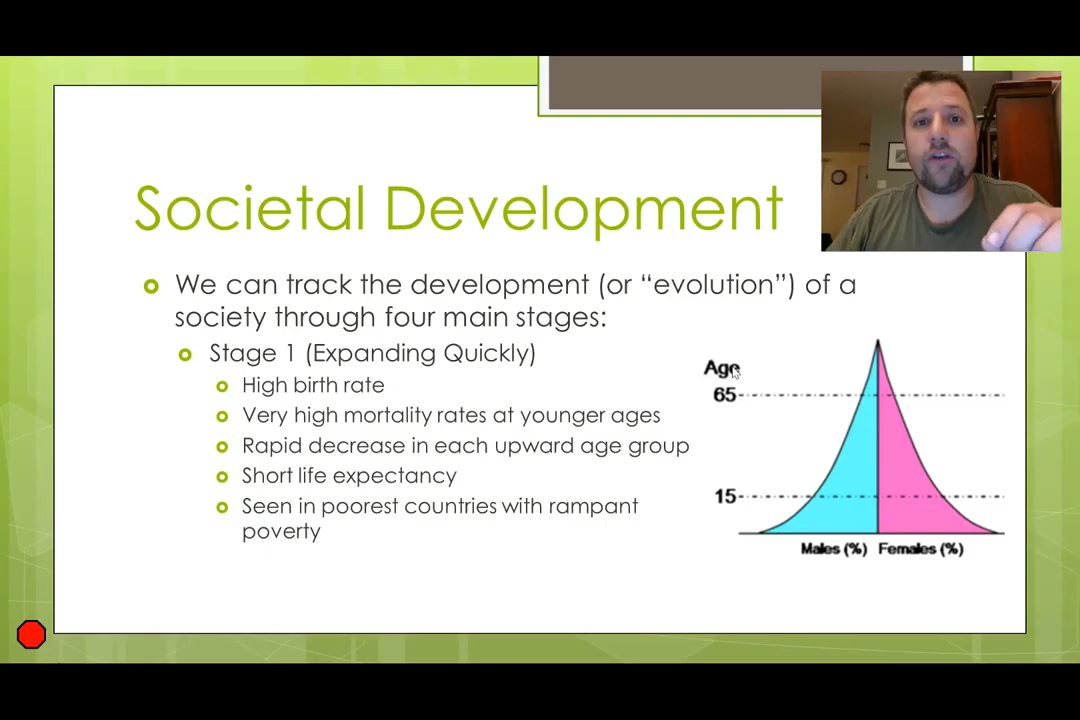 Societal Development
We can track the development (or “evolution”) of a
society through four main stages:
Stage 1 (Expanding Quickly)
High birth rate
Very high mortality rates at younger ages
Rapid decrease in each upward age group
Short life expectancy
Seen in poorest countries with rampant
poverty
Age
65
15
Males (%) Females (%)